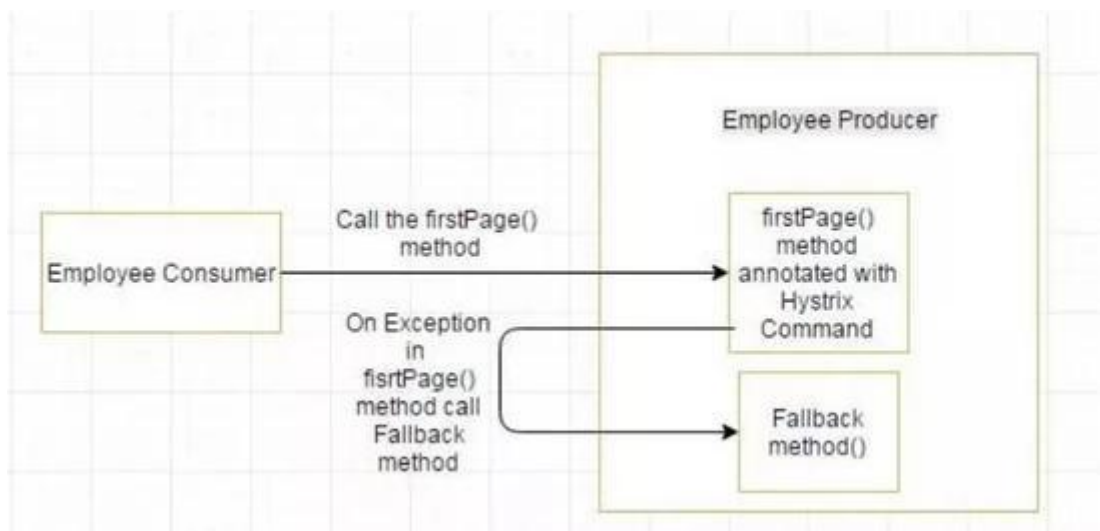 Employee Producer
Call the firstPage()
method
Employee Consumer
firstPage()
method
annotated with
Hystrix
Command
On Exception
in
fisrtPage()
method call
Fallback
method
Fallback
method()